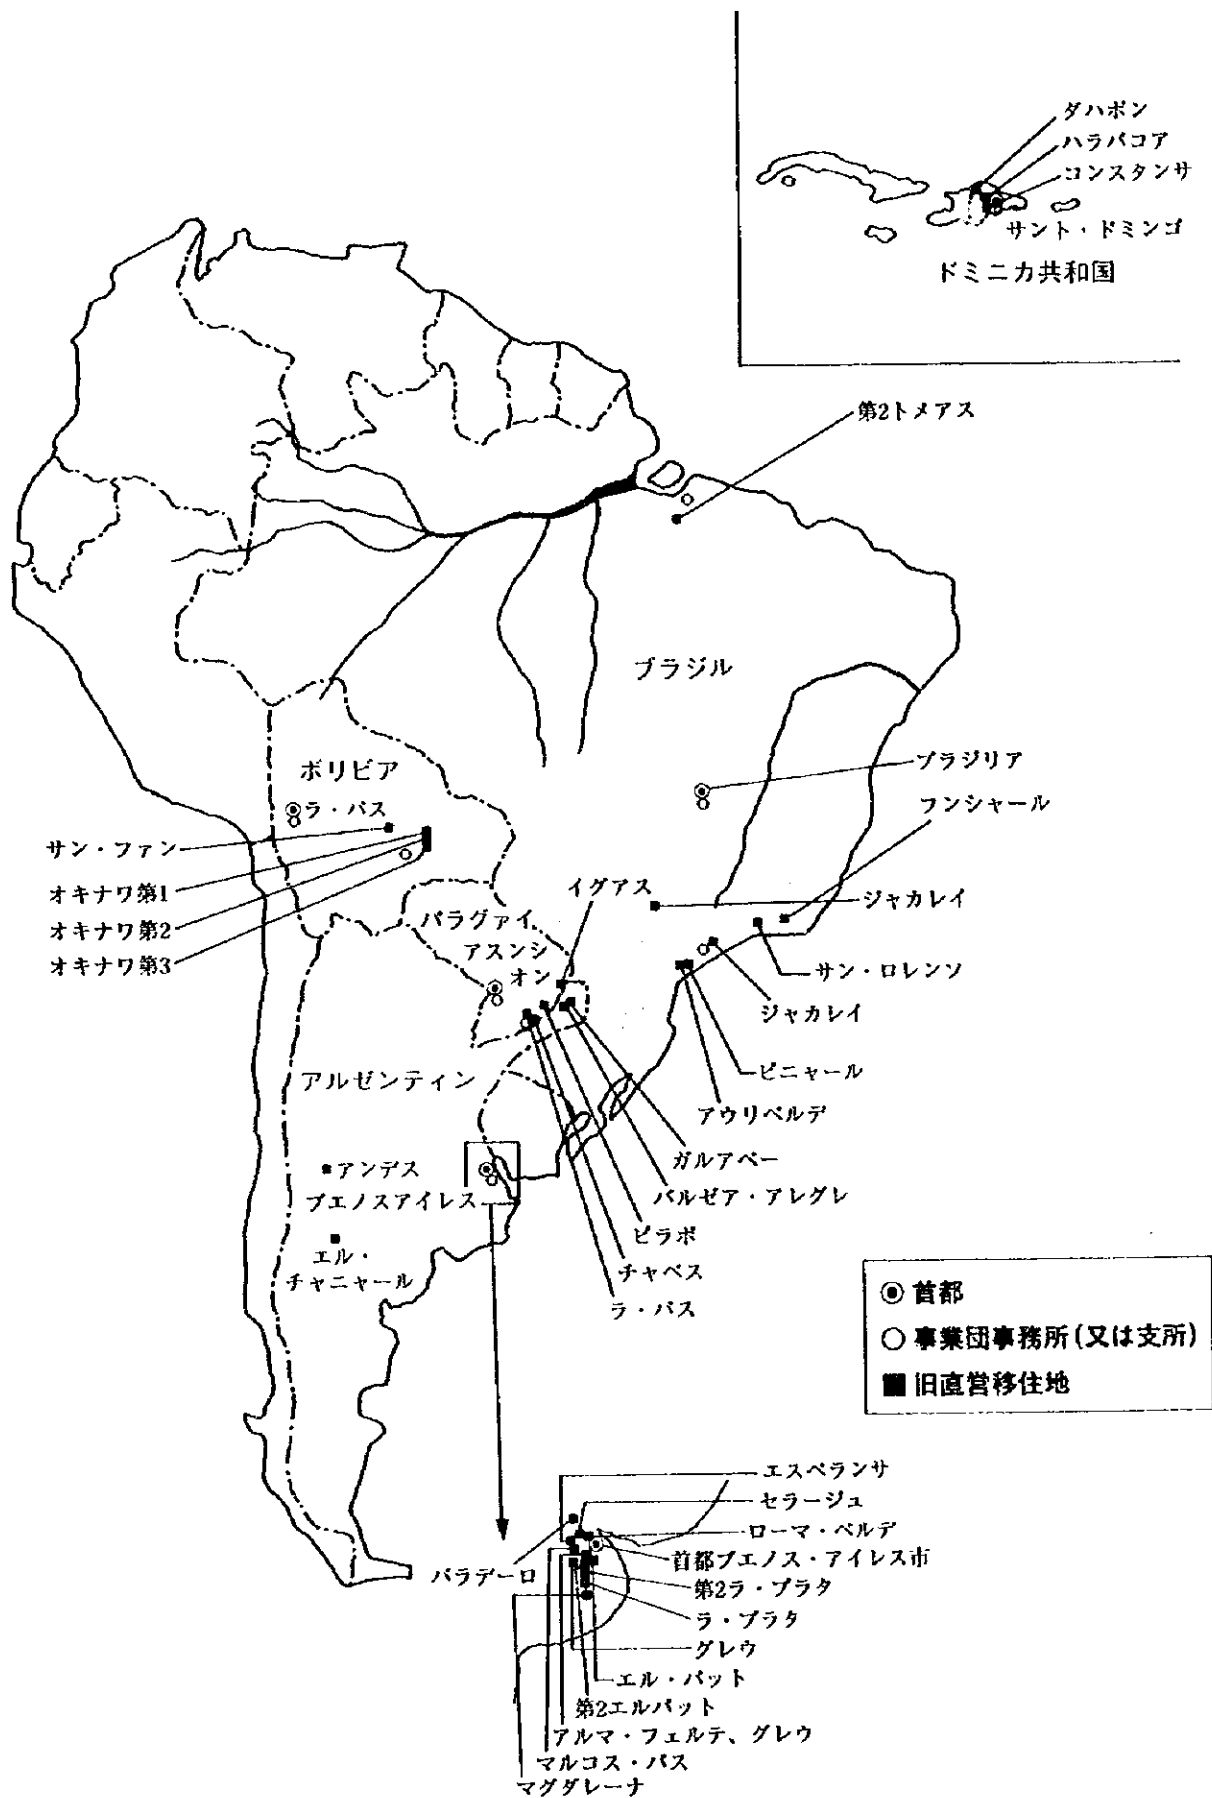 ダハボン
ハラバコア
コンスタンサ
サント・ドミンゴ
ドミニカ共和国
第2トメアス
ブラジル
ブラジリア
フンシャール
ボリビア
ラ・パス
サン・ファン
オキナワ第1
オキナワ第2
オキナワ第3
イグアス
ジャカレイ
パラグァイ
アスンシ
オン
サン・ロレンソ
ジャカレイ
ピニャール
アウリベルデ
アルゼンティン
ガルアペー
バルゼア・アレグレ
ピラポ
チャベス
ラ・パス
アンデス
ブエノスアイレス
エル・
チャニャール
首都
事業団事務所(又は支所)
旧直営移住地
エスペランサ
セラージュ
ローマ・ベルデ
首都ブエノス・アイレス市
パラデーロ
第2ラ・プラタ
ラ・プラタ
グレウ
エル・パット
第2エルパット
アルマ・フェルテ、グレウ
マルコス・パス
マグダレーナ